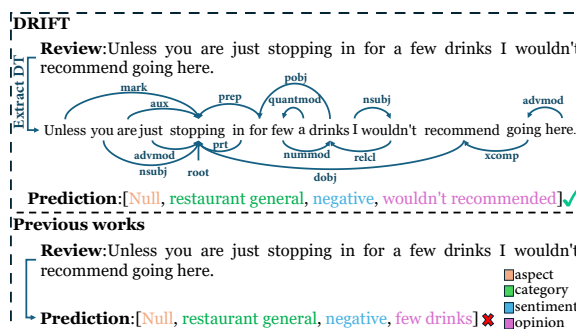 DRIFT
Review:Unless you are just stopping in for a few drinks I wouldn't
recommend going here.
Extract DT
mark
aux
prep
pobj
quantmod
nsubj
advmod
Unless you are just stopping in for few a drinks I wouldn't recommend going here.
advmod
nsubj
prt
root
nummod
relcl
dobj
xcomp
Prediction:[Null, restaurant general, negative, wouldn't recommended]✓
Previous works
Review:Unless you are just stopping in for a few drinks I wouldn't
recommend going here.
Prediction:[Null, restaurant general, negative, few drinks] ✖
aspect
category
sentiment
opinion